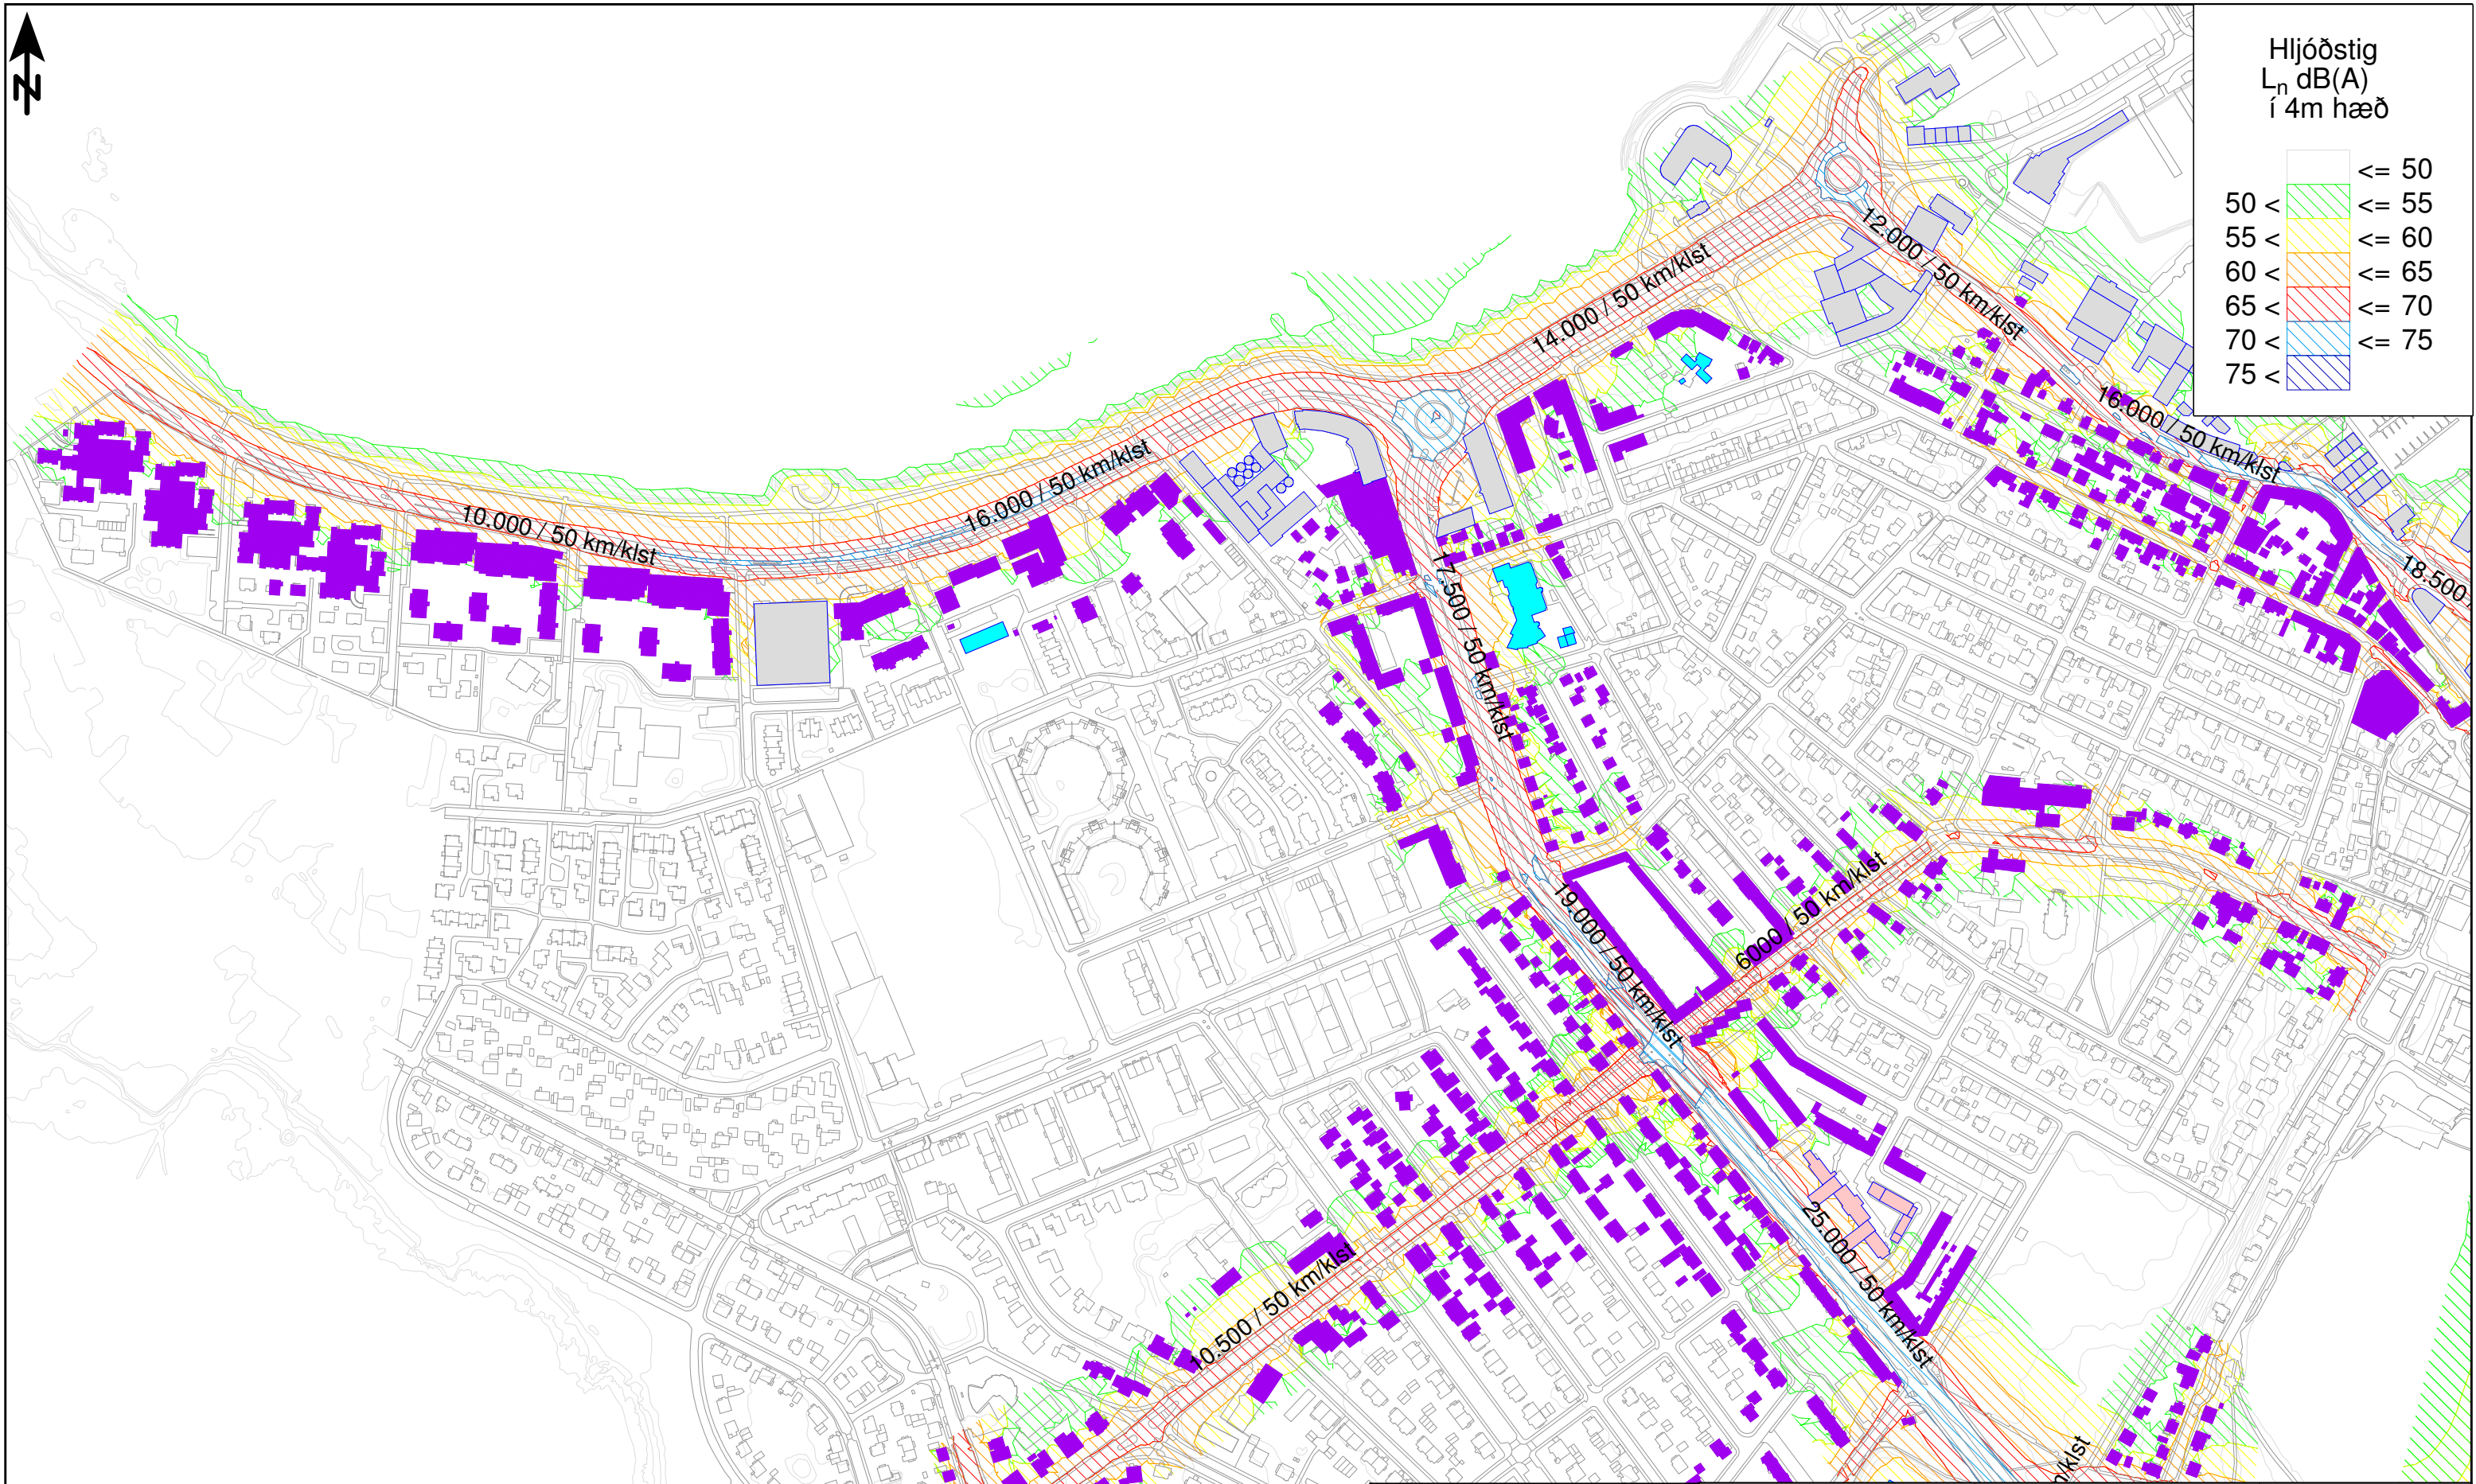 N
Hljóðstig
Ln dB(A)
í 4m hæð
<= 50
50 < <= 55
55 < <= 60
60 < <= 65
65 < <= 70
70 < <= 75
75 <
12.000 / 50 km/klst
14.000 / 50 km/klst
16.000 / 50 km/klst
16.000 / 50 km/klst
10.000 / 50 km/klst
17.500 / 50 km/klst
18.500
19.000 / 50 km/klst
6000 / 50 km/klst
25.000 / 50 km/klst
10.500 / 50 km/klst
/klst